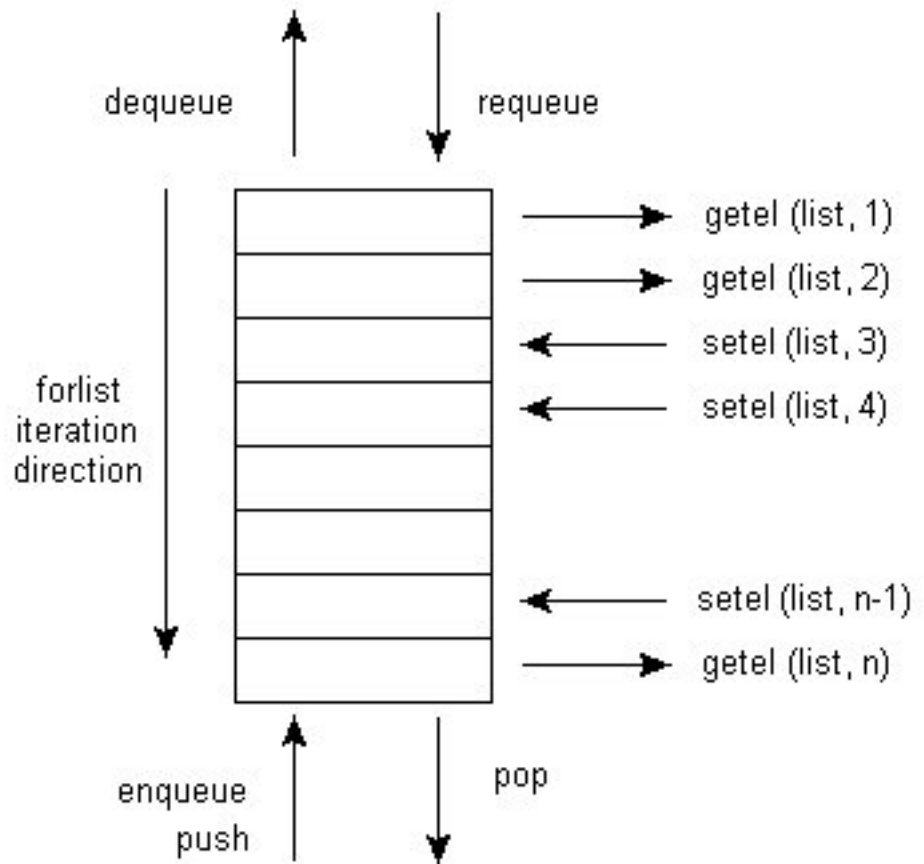 dequeue
requeue
getel (list, 1)
getel (list, 2)
setel (list, 3)
forlist
iteration
direction
setel (list, 4)
setel (list, n-1)
getel (list, n)
enqueue
push
pop